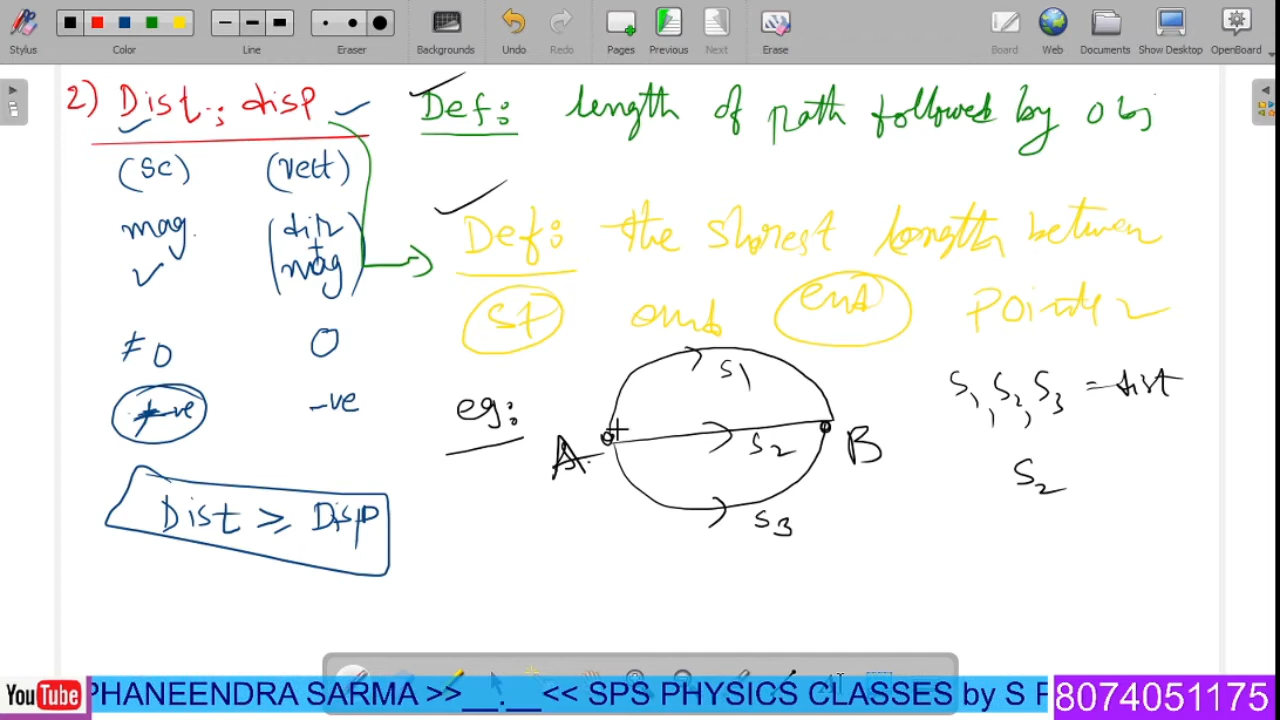 Stylus
Color
Line
Eraser
Backgrounds
Undo
Redo
Pages
Previous
Next
Erase
Board
Web
Documents
Show Desktop
OpenBoard
2) Dist ; disp
Def: length of path followed by obj
(sc) (vect)
mag. (dir + mag)
Def: the shorest length between
SP and end Points
≠ 0 0
+ve -ve
eg:
S1
A S2 B
S3
S1, S2, S3 = dist
S2
Dist ≥ Disp
YouTube PHANEENDRA SARMA >> __.__ << SPS PHYSICS CLASSES by S P 8074051175